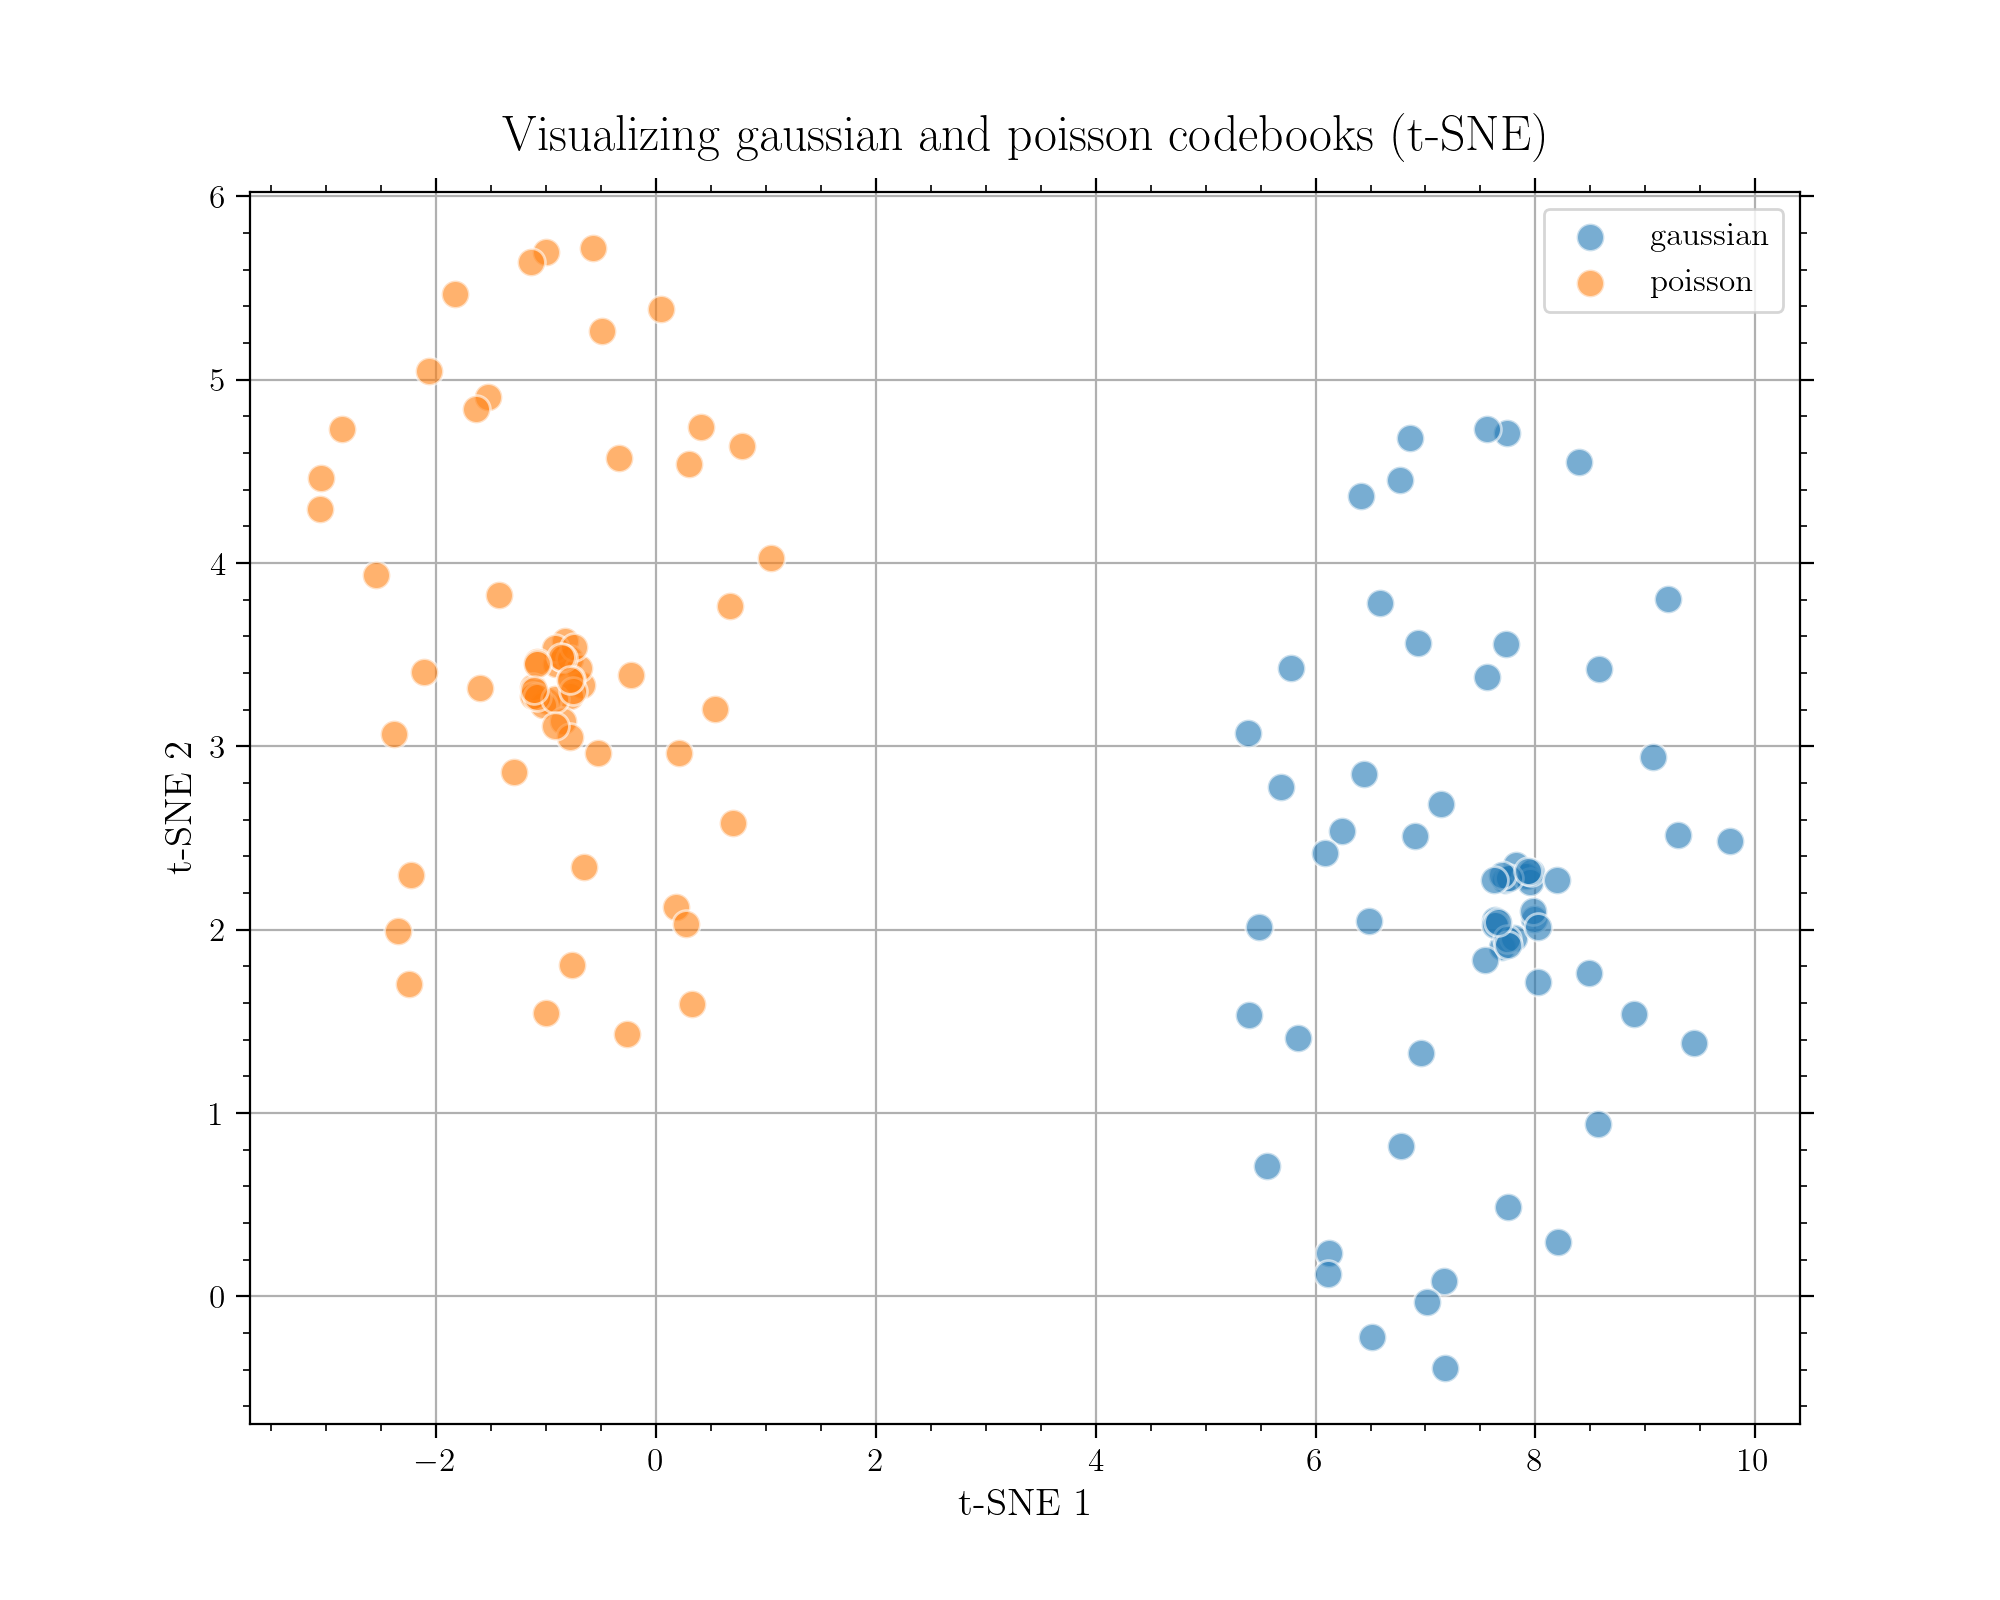 Visualizing gaussian and poisson codebooks (t-SNE)
gaussian
poisson
6
5
4
3
2
1
0
t-SNE 2
−2
0
2
4
6
8
10
t-SNE 1